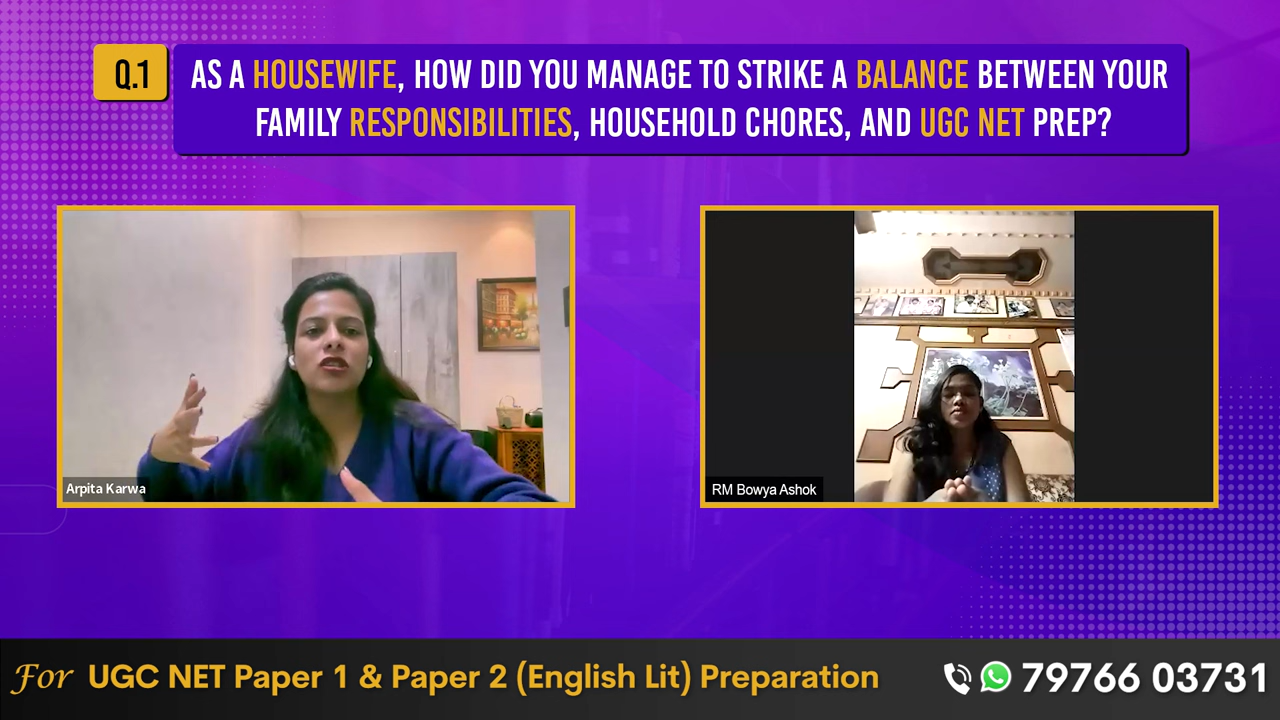 Q.1
AS A HOUSEWIFE, HOW DID YOU MANAGE TO STRIKE A BALANCE BETWEEN YOUR
FAMILY RESPONSIBILITIES, HOUSEHOLD CHORES, AND UGC NET PREP?
Arpita Karwa
RM Bowya Ashok
For UGC NET Paper 1 & Paper 2 (English Lit) Preparation
79766 03731